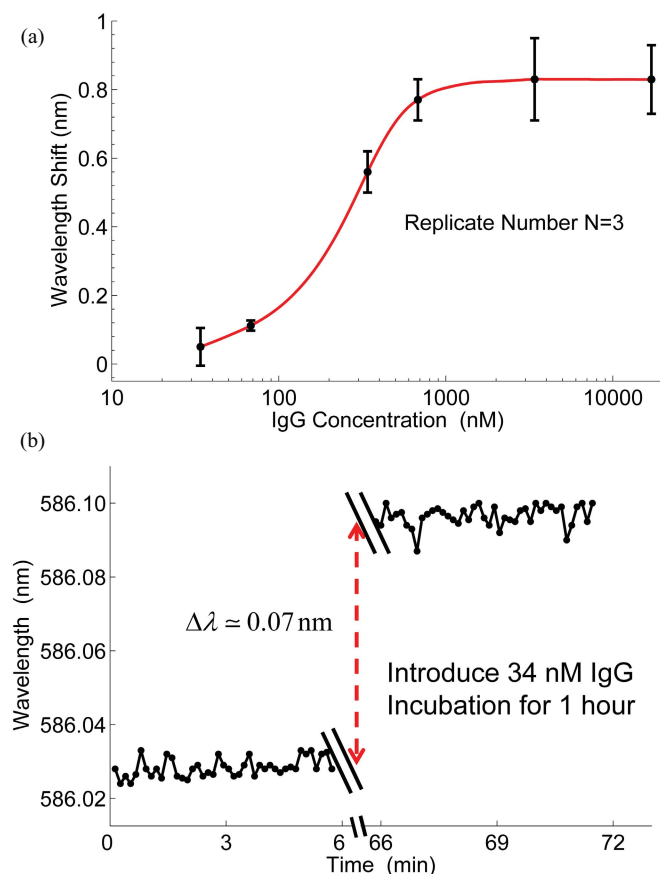 (a)
1
0.8
0.6
0.4
0.2
0
Wavelength Shift (nm)
Replicate Number N=3
10 100 1000 10000
IgG Concentration (nM)
(b)
586.10
586.08
586.06
586.04
586.02
Wavelength (nm)
Δλ ≃ 0.07 nm
Introduce 34 nM IgG
Incubation for 1 hour
0 3 6 66 69 72
Time (min)